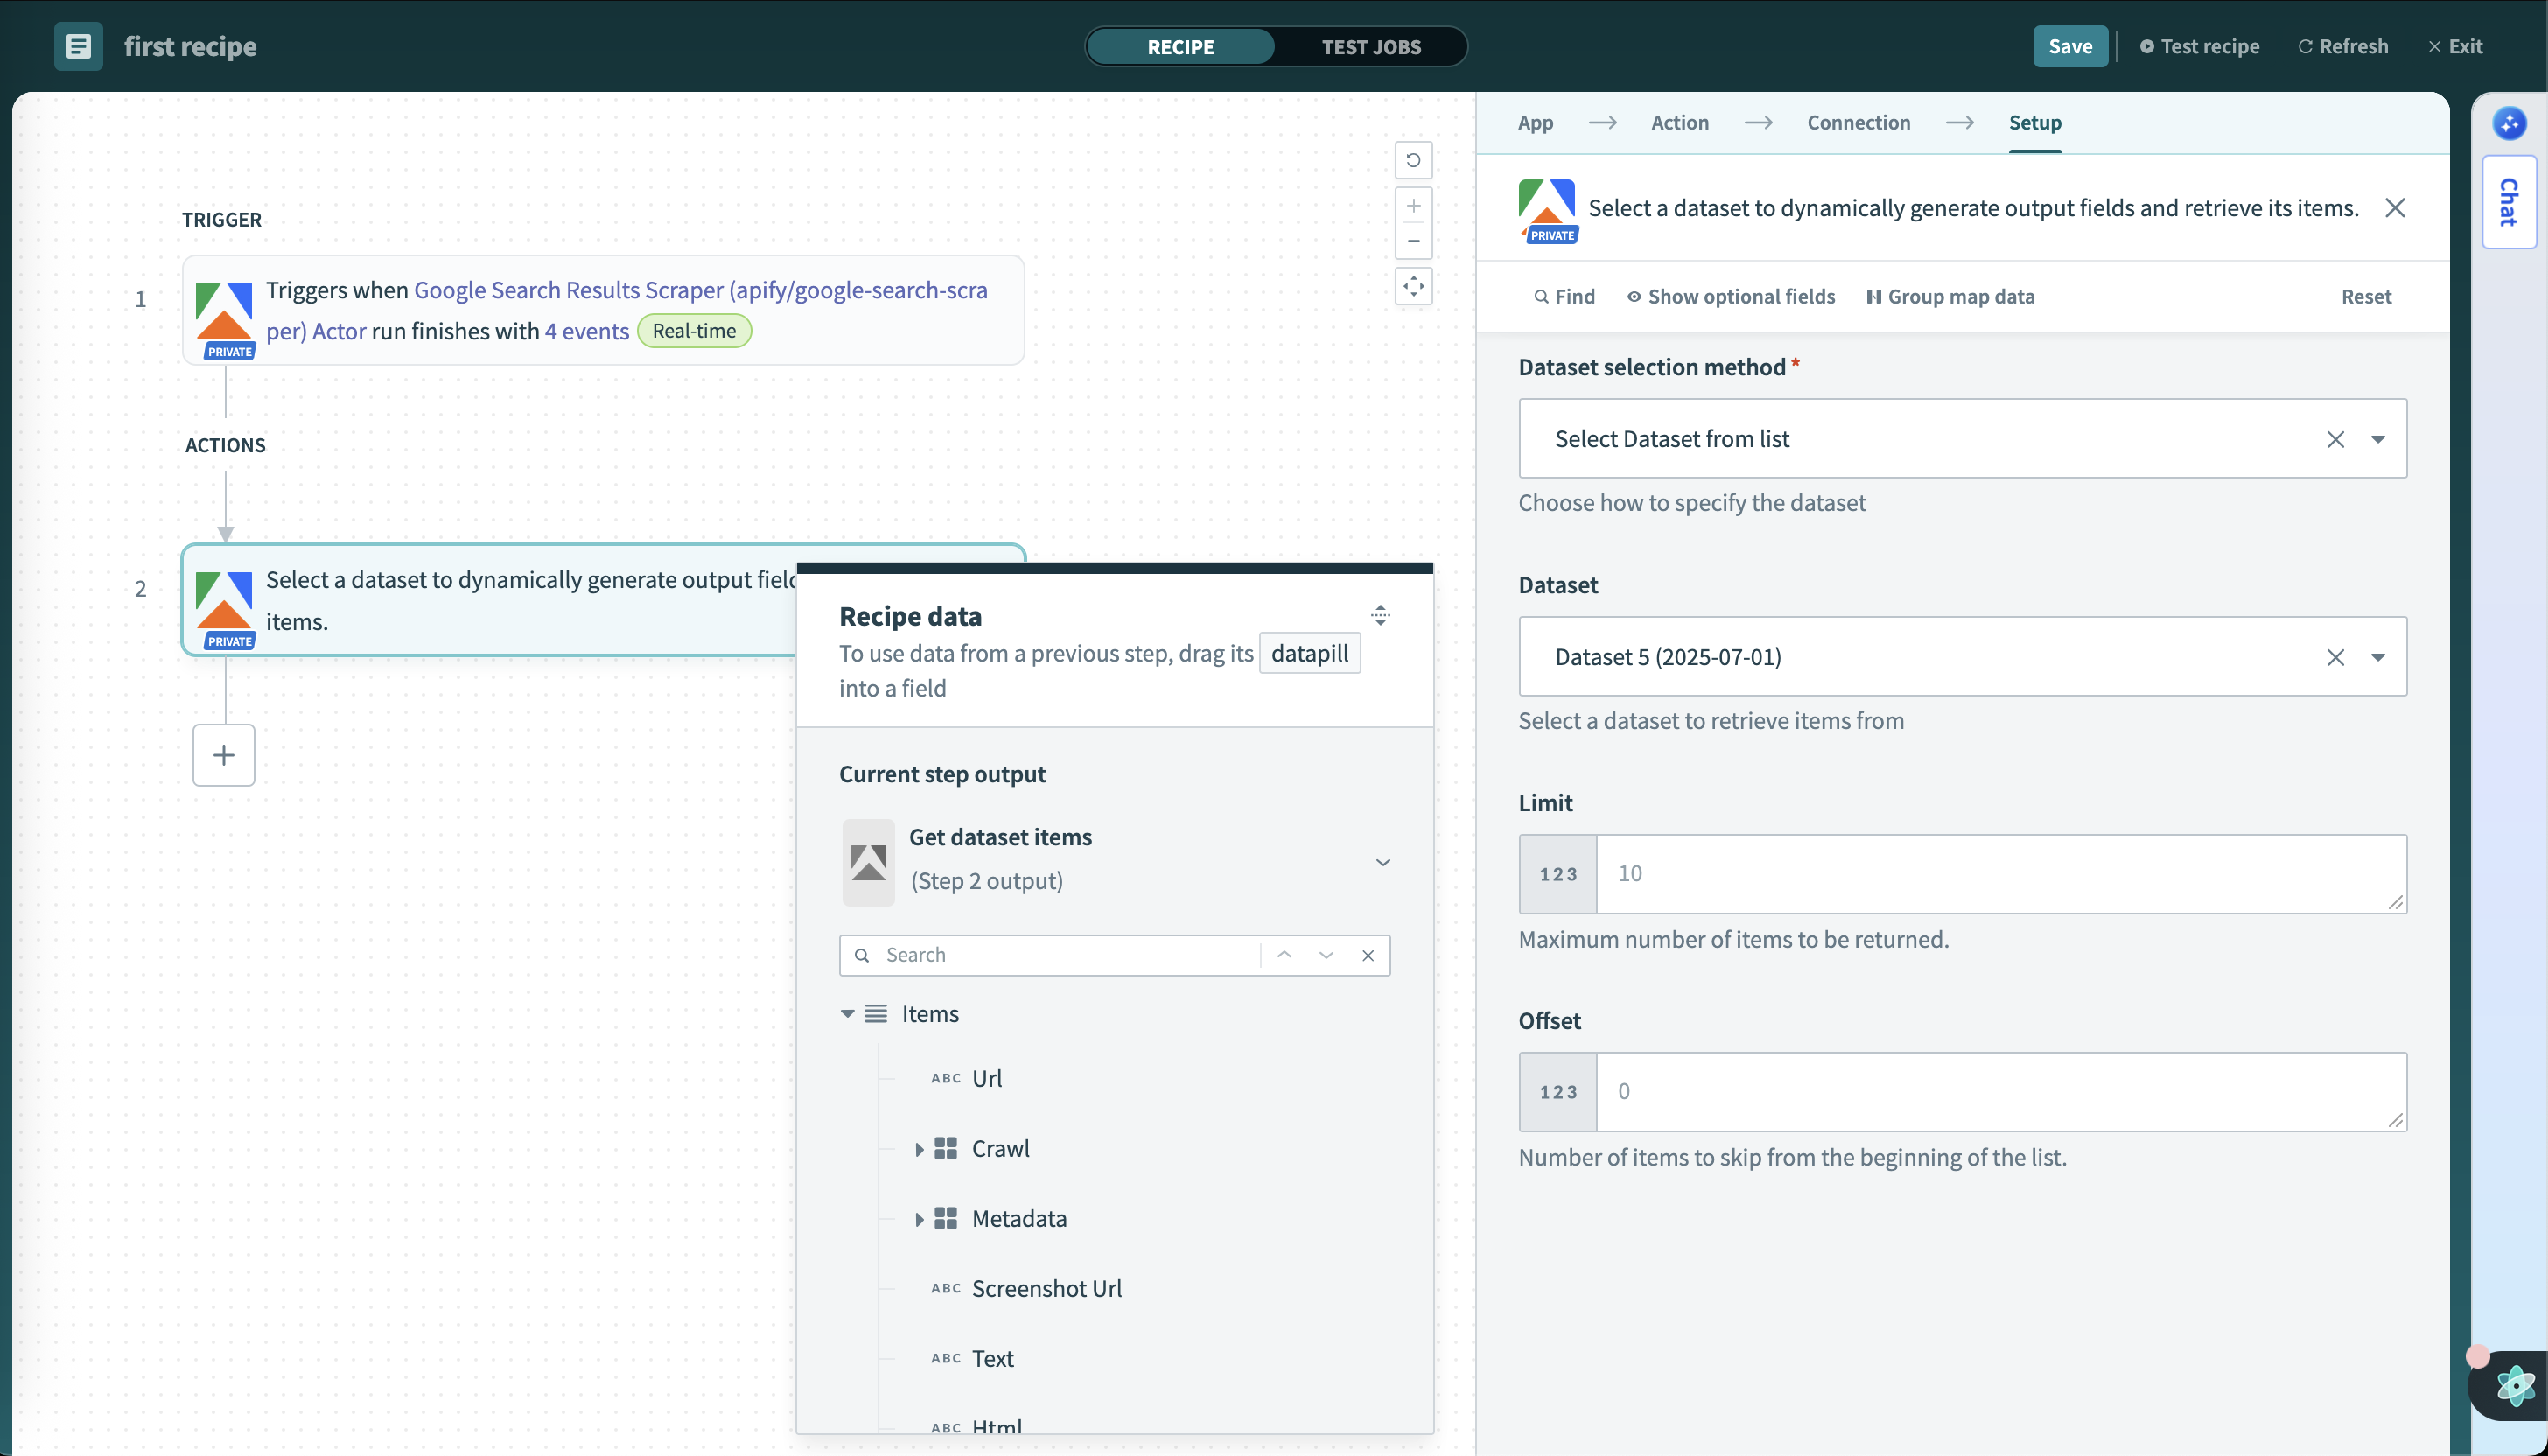 first recipe
RECIPE
TEST JOBS
Save
Test recipe
Refresh
Exit
TRIGGER
1
Triggers when Google Search Results Scraper (apify/google-search-scra
per) Actor run finishes with 4 events Real-time
PRIVATE
ACTIONS
2
Select a dataset to dynamically generate output field
items.
PRIVATE
Recipe data
To use data from a previous step, drag its datapill
into a field
Current step output
Get dataset items
(Step 2 output)
Search
Items
ABC Url
Crawl
Metadata
ABC Screenshot Url
ABC Text
ABC Html
App
Action
Connection
Setup
Select a dataset to dynamically generate output fields and retrieve its items.
PRIVATE
Find
Show optional fields
Group map data
Reset
Dataset selection method *
Select Dataset from list
Choose how to specify the dataset
Dataset
Dataset 5 (2025-07-01)
Select a dataset to retrieve items from
Limit
123 10
Maximum number of items to be returned.
Offset
123 0
Number of items to skip from the beginning of the list.
Chat